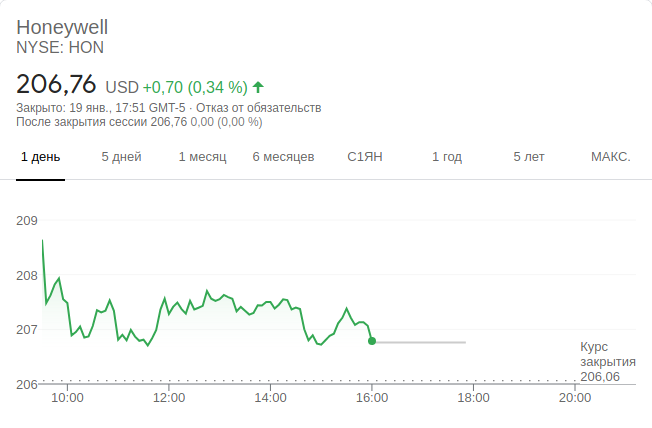 Honeywell
NYSE: HON
206,76 USD +0,70 (0,34 %)
Закрыто: 19 янв., 17:51 GMT-5 · Отказ от обязательств
После закрытия сессии 206,76 0,00 (0,00 %)
1 день 5 дней 1 месяц 6 месяцев С1ЯН 1 год 5 лет МАКС.
209
208
207
206
Курс
закрытия
206,06
10:00 12:00 14:00 16:00 18:00 20:00